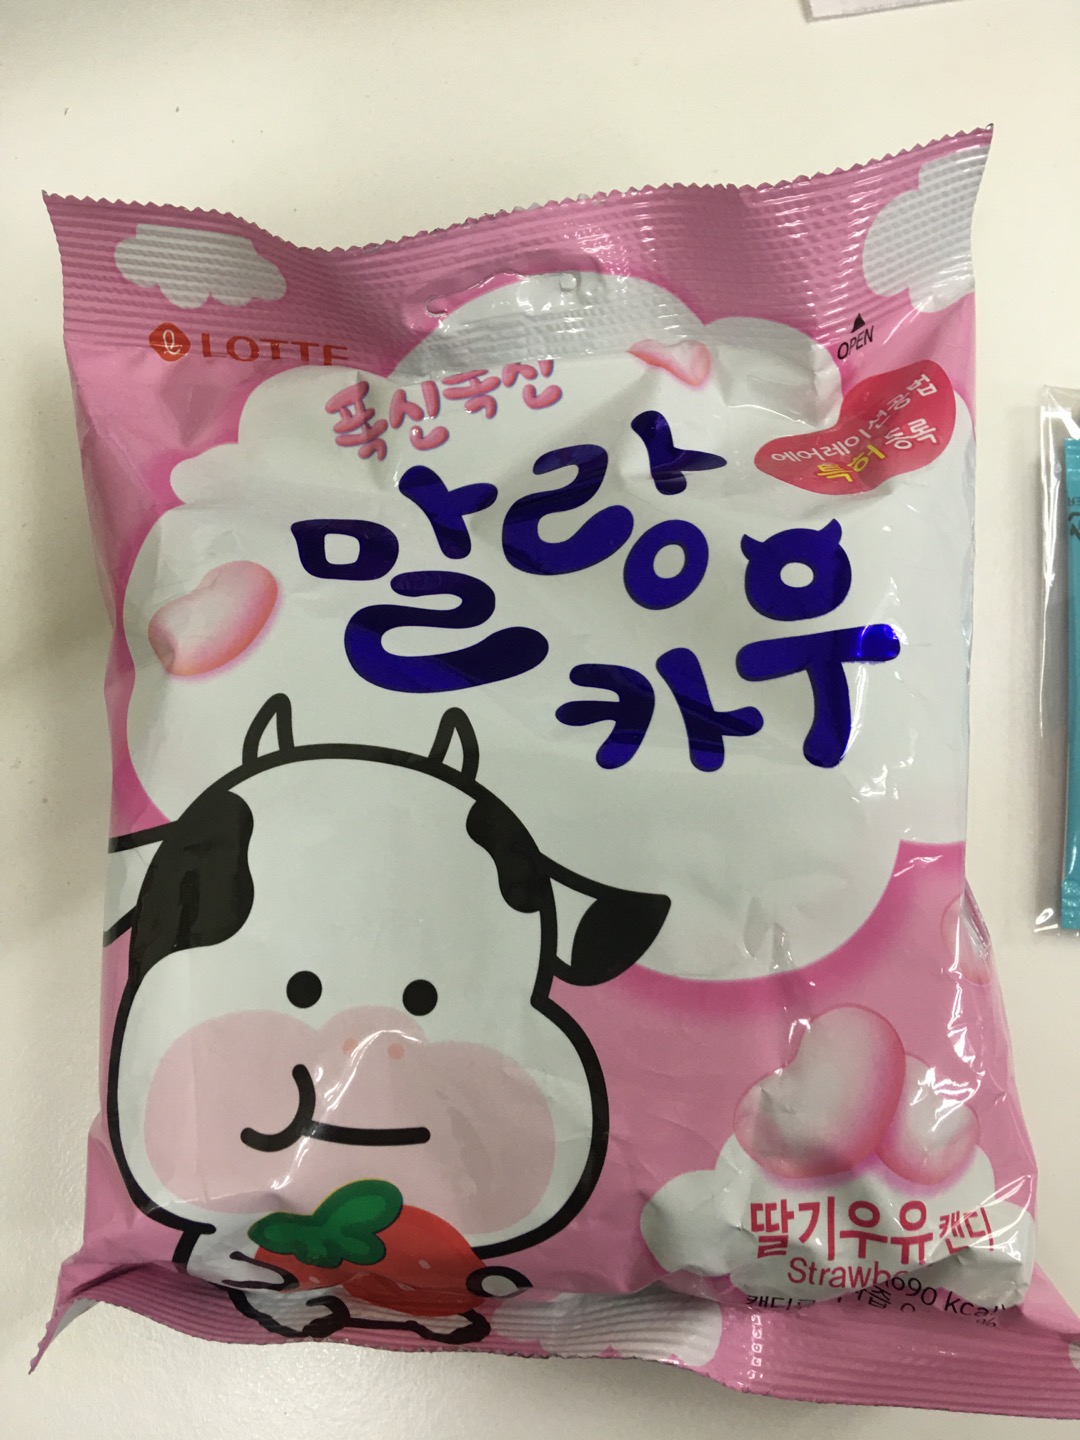 LOTTE
OPEN
폭신폭신
에어레이션공법
특허 등록
말랑
카우
딸기우유캔디
690 kcal